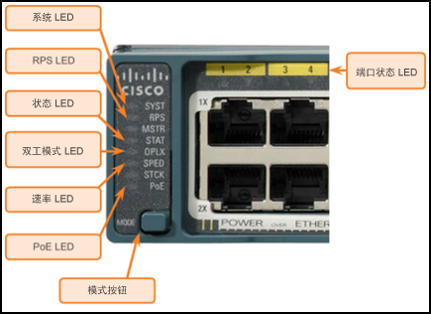 系统 LED
RPS LED
状态 LED
双工模式 LED
速率 LED
PoE LED
模式按钮
端口状态 LED
CISCO
SYST
RPS
MSTR
STAT
DPLX
SPED
STCK
PoE
MODE
1 2 3 4
1X
2X
POWER OVER ETHER